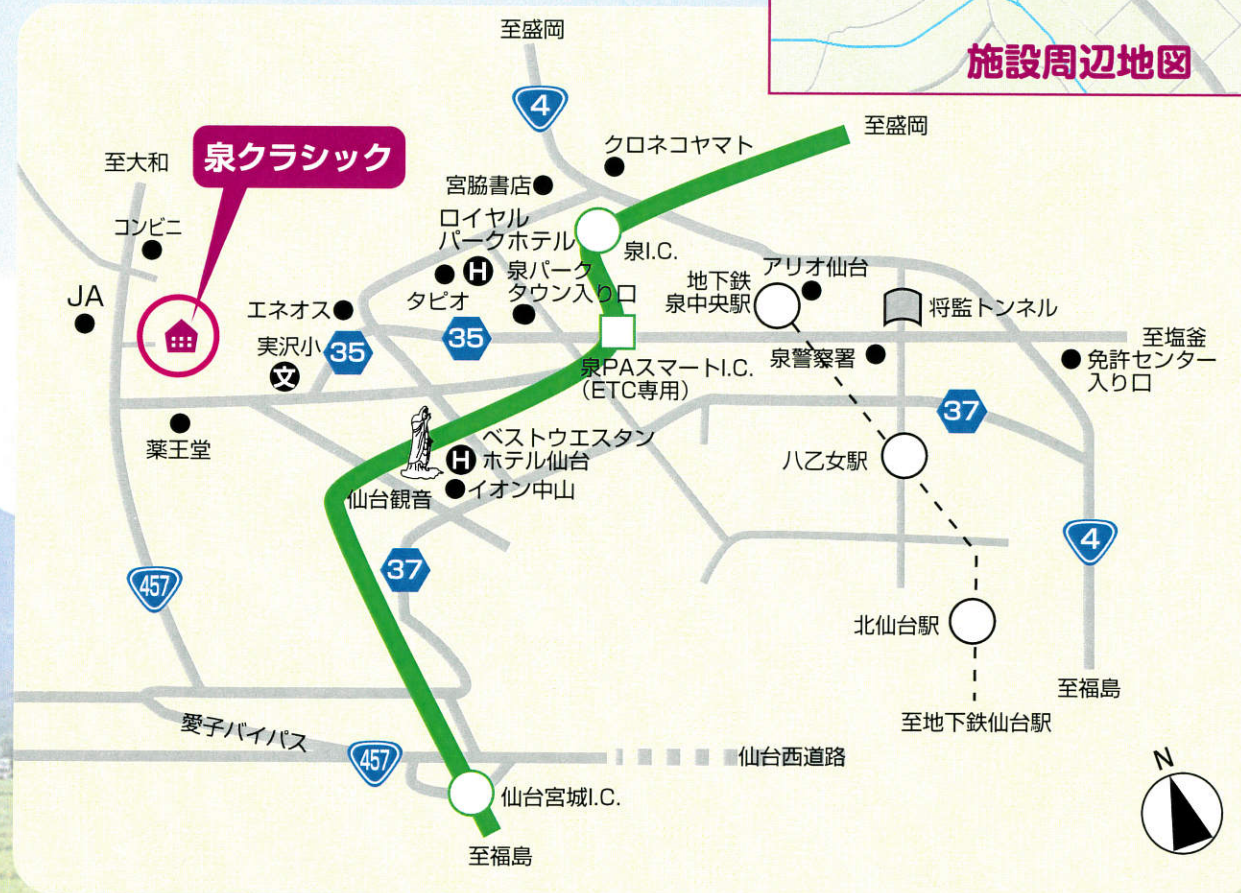 施設周辺地図
至盛岡
4
至盛岡
クロネコヤマト
泉クラシック
至大和
宮脇書店
コンビニ
ロイヤル
パークホテル
泉I.C.
H
泉パーク
タウン入り口
タピオ
地下鉄
泉中央駅
アリオ仙台
将監トンネル
JA
エネオス
実沢小
文
35
35
至塩釜
泉PAスマートI.C.
(ETC専用)
泉警察署
免許センター
入り口
37
薬王堂
ベストウエスタン
ホテル仙台
H
八乙女駅
仙台観音
イオン中山
4
37
457
北仙台駅
至福島
愛子バイパス
至地下鉄仙台駅
457
仙台西道路
N
仙台宮城I.C.
至福島